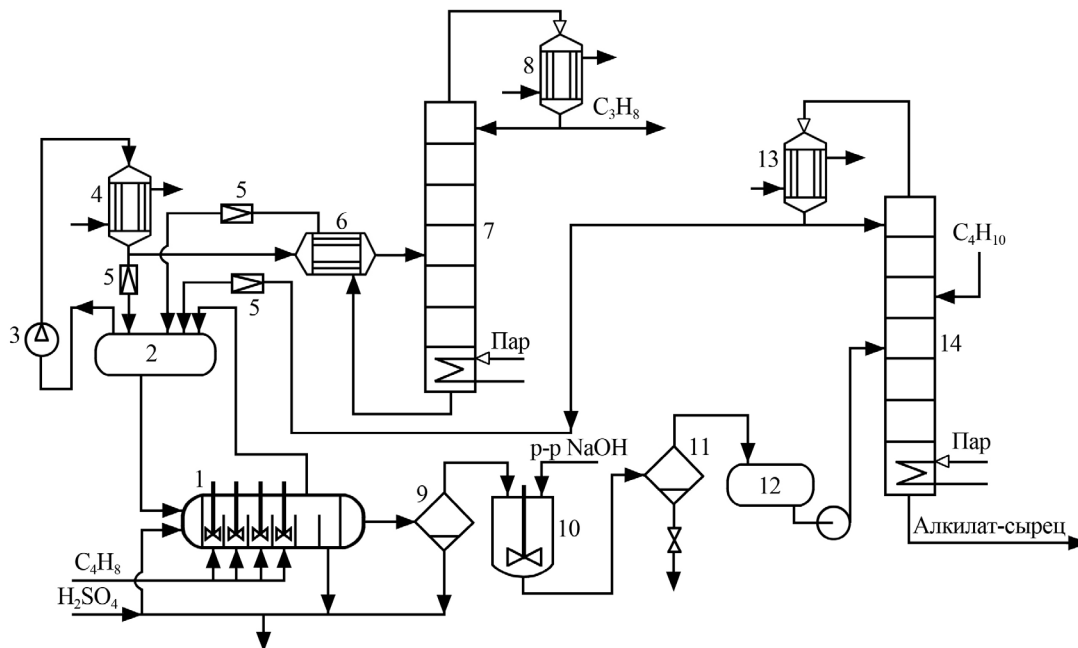 8
C₃H₈
13
4
5
6
7
C₄H₁₀
5
5
3
2
Пар
14
р-р NaOH
11
Пар
1
9
10
12
Алкилат-сырец
C₄H₈
H₂SO₄